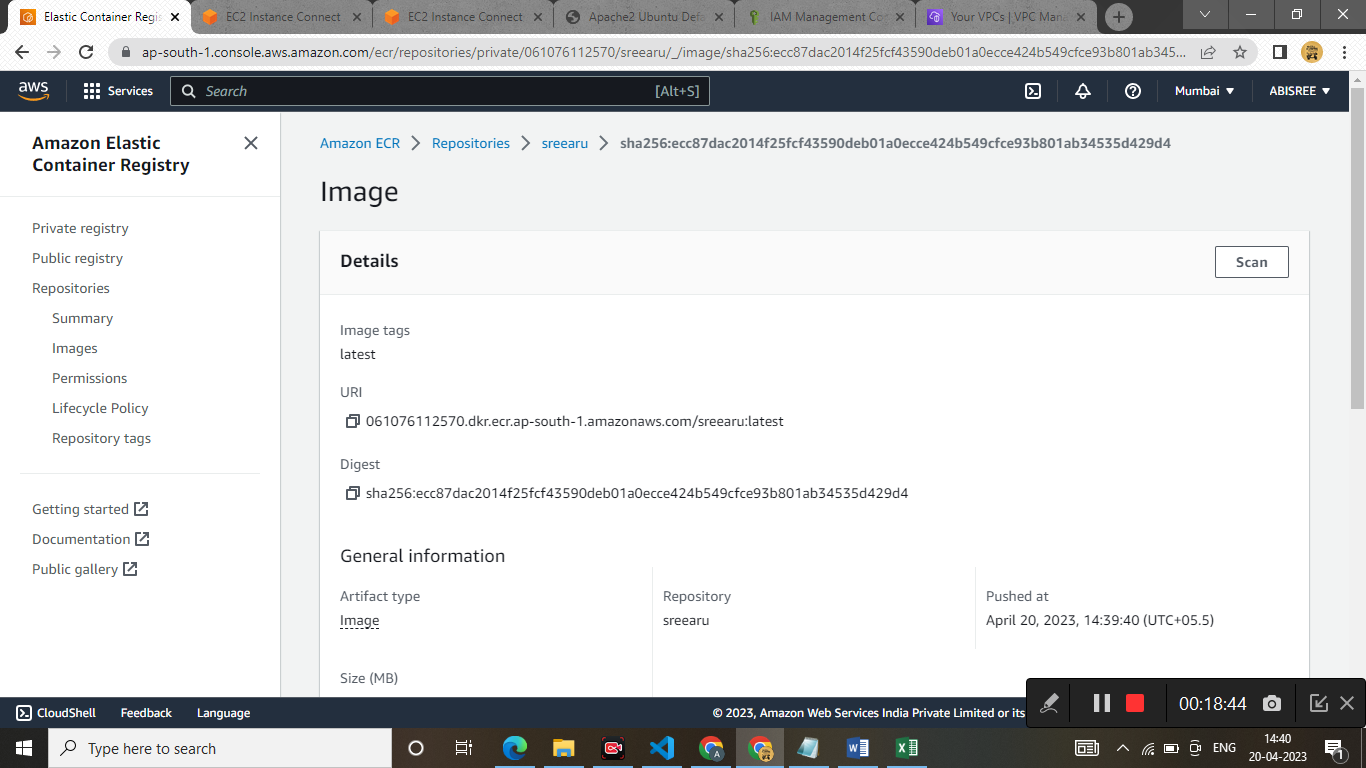 Elastic Container Regis
EC2 Instance Connect
EC2 Instance Connect
Apache2 Ubuntu Defa
IAM Management Co
Your VPCs | VPC Mana
ap-south-1.console.aws.amazon.com/ecr/repositories/private/061076112570/sreearu/_/image/sha256:ecc87dac2014f25fcf43590deb01a0ecce424b549cfce93b801ab345...
aws
Services
Search
[Alt+S]
Mumbai
ABISREE
Amazon Elastic
Container Registry
Private registry
Public registry
Repositories
Summary
Images
Permissions
Lifecycle Policy
Repository tags
Getting started
Documentation
Public gallery
Amazon ECR
Repositories
sreearu
sha256:ecc87dac2014f25fcf43590deb01a0ecce424b549cfce93b801ab34535d429d4
Image
Details
Scan
Image tags
latest
URI
061076112570.dkr.ecr.ap-south-1.amazonaws.com/sreearu:latest
Digest
sha256:ecc87dac2014f25fcf43590deb01a0ecce424b549cfce93b801ab34535d429d4
General information
Artifact type
Image
Repository
sreearu
Pushed at
April 20, 2023, 14:39:40 (UTC+05.5)
Size (MB)
00:18:44
CloudShell
Feedback
Language
© 2023, Amazon Web Services India Private Limited or its
Type here to search
ENG
14:40
20-04-2023
1